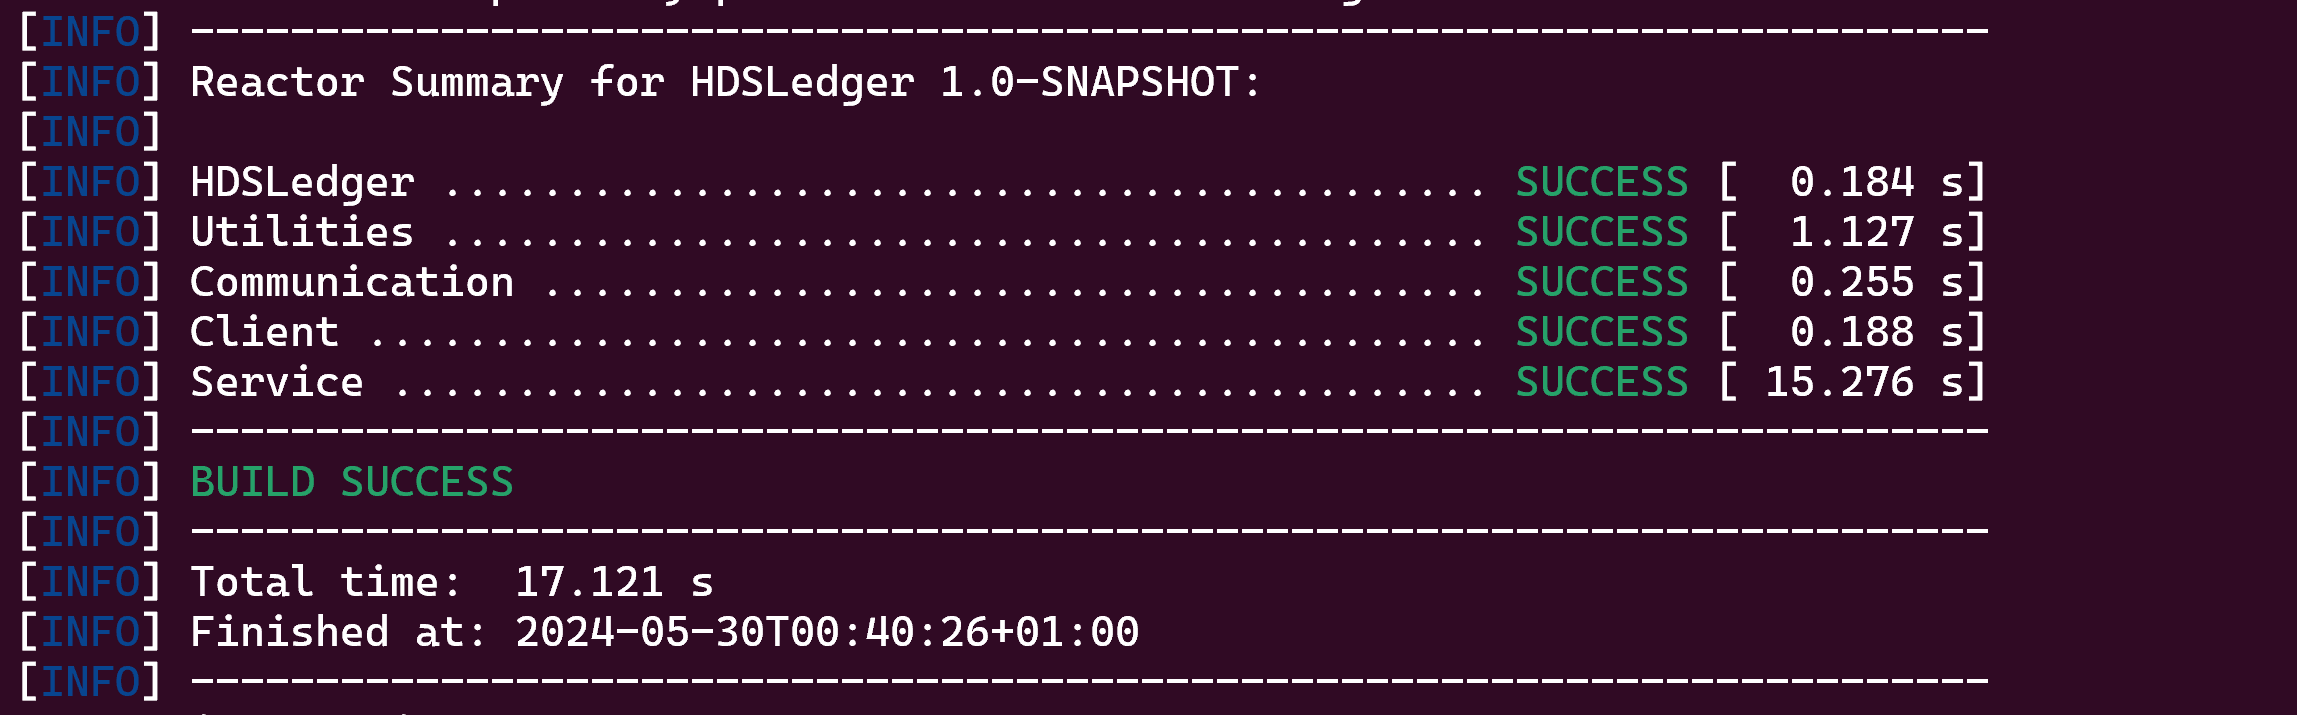 [INFO] ------------------------------------------------------------------------
[INFO] Reactor Summary for HDSLedger 1.0-SNAPSHOT:
[INFO]
[INFO] HDSLedger .......................................... SUCCESS [  0.184 s]
[INFO] Utilities .......................................... SUCCESS [  1.127 s]
[INFO] Communication ...................................... SUCCESS [  0.255 s]
[INFO] Client ............................................. SUCCESS [  0.188 s]
[INFO] Service ............................................ SUCCESS [ 15.276 s]
[INFO] ------------------------------------------------------------------------
[INFO] BUILD SUCCESS
[INFO] ------------------------------------------------------------------------
[INFO] Total time:  17.121 s
[INFO] Finished at: 2024-05-30T00:40:26+01:00
[INFO] ------------------------------------------------------------------------